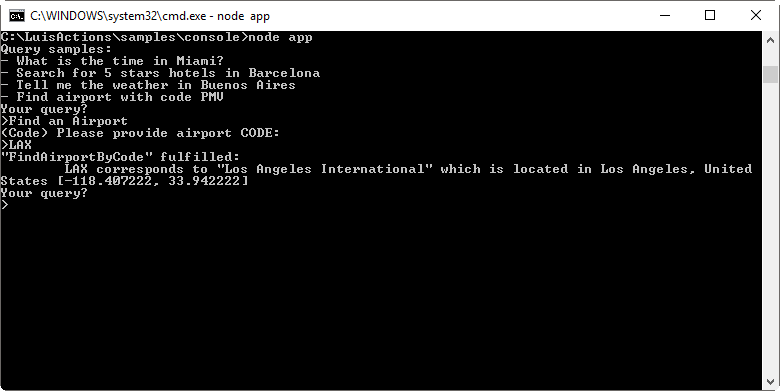 C:\WINDOWS\system32\cmd.exe - node  app
C:\LuisActions\samples\console>node app
Query samples:
- What is the time in Miami?
- Search for 5 stars hotels in Barcelona
- Tell me the weather in Buenos Aires
- Find airport with code PMV
Your query?
>Find an Airport
(Code) Please provide airport CODE:
>LAX
"FindAirportByCode" fulfilled:
        LAX corresponds to "Los Angeles International" which is located in Los Angeles, United
States [-118.407222, 33.942222]
Your query?
>